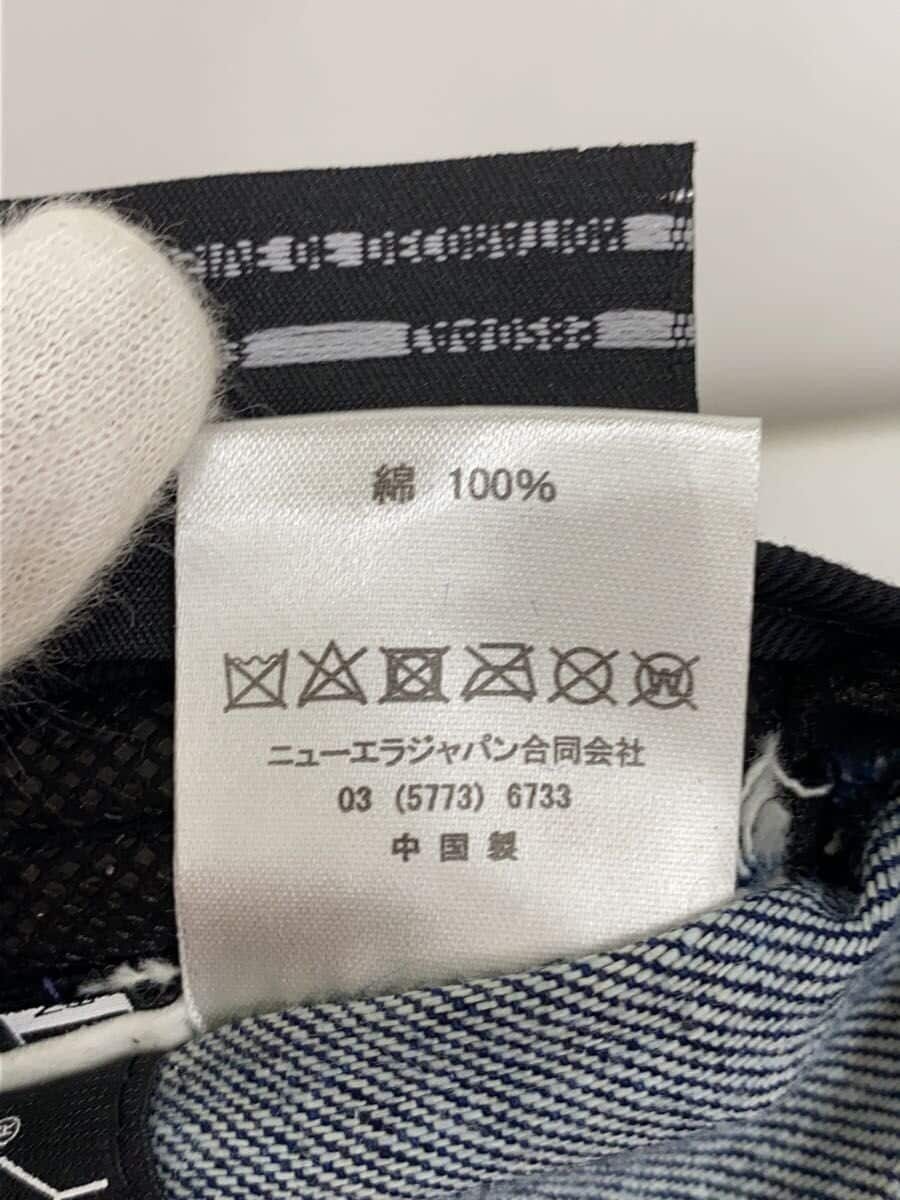 綿 100%
ニューエラジャパン合同会社
03 (5773) 6733
中国製